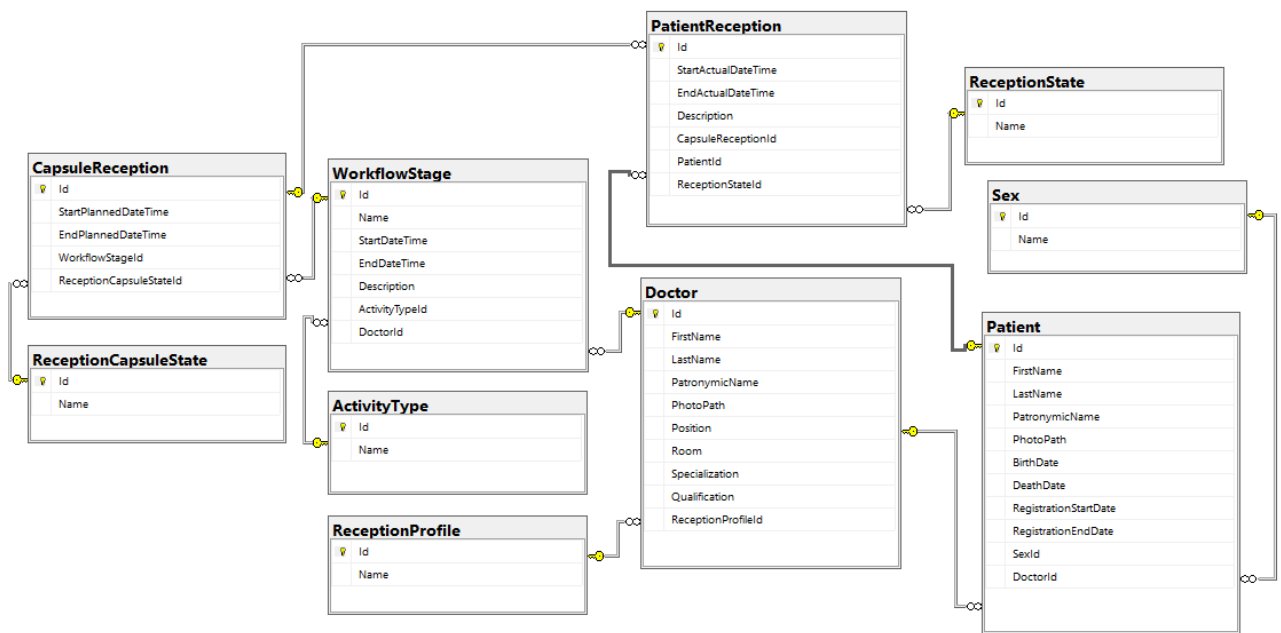 PatientReception
Id
StartActualDateTime
EndActualDateTime
Description
CapsuleReceptionId
PatientId
ReceptionStateId
ReceptionState
Id
Name
CapsuleReception
Id
StartPlannedDateTime
EndPlannedDateTime
WorkflowStageId
ReceptionCapsuleStateId
WorkflowStage
Id
Name
StartDateTime
EndDateTime
Description
ActivityTypeId
DoctorId
Sex
Id
Name
Doctor
Id
FirstName
LastName
PatronymicName
PhotoPath
Position
Room
Specialization
Qualification
ReceptionProfileId
Patient
Id
FirstName
LastName
PatronymicName
PhotoPath
BirthDate
DeathDate
RegistrationStartDate
RegistrationEndDate
SexId
DoctorId
ReceptionCapsuleState
Id
Name
ActivityType
Id
Name
ReceptionProfile
Id
Name